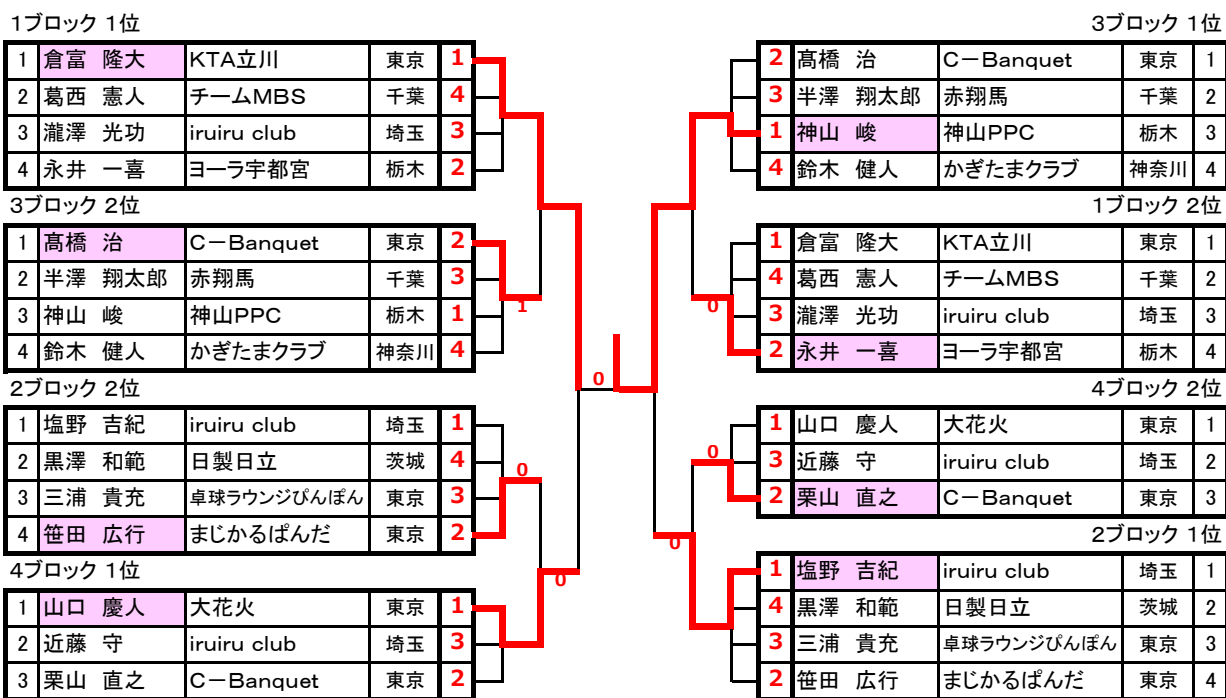 1ブロック 1位
1 倉富 隆大 KTA立川 東京 1
2 葛西 憲人 チームMBS 千葉 4
3 瀧澤 光功 iruiru club 埼玉 3
4 永井 一喜 ヨーラ宇都宮 栃木 2
3ブロック 2位
1 髙橋 治 C－Banquet 東京 2
2 半澤 翔太郎 赤翔馬 千葉 3
3 神山 峻 神山PPC 栃木 1
4 鈴木 健人 かぎたまクラブ 神奈川 4
1
2ブロック 2位
1 塩野 吉紀 iruiru club 埼玉 1
2 黒澤 和範 日製日立 茨城 4
3 三浦 貴充 卓球ラウンジぴんぽん 東京 3
4 笹田 広行 まじかるぱんだ 東京 2
0
4ブロック 1位
1 山口 慶人 大花火 東京 1
2 近藤 守 iruiru club 埼玉 3
3 栗山 直之 C－Banquet 東京 2
0
0
3ブロック 1位
2 髙橋 治 C－Banquet 東京 1
3 半澤 翔太郎 赤翔馬 千葉 2
1 神山 峻 神山PPC 栃木 3
4 鈴木 健人 かぎたまクラブ 神奈川 4
1ブロック 2位
1 倉富 隆大 KTA立川 東京 1
4 葛西 憲人 チームMBS 千葉 2
3 瀧澤 光功 iruiru club 埼玉 3
2 永井 一喜 ヨーラ宇都宮 栃木 4
0
4ブロック 2位
1 山口 慶人 大花火 東京 1
3 近藤 守 iruiru club 埼玉 2
2 栗山 直之 C－Banquet 東京 3
0
2ブロック 1位
1 塩野 吉紀 iruiru club 埼玉 1
4 黒澤 和範 日製日立 茨城 2
3 三浦 貴充 卓球ラウンジぴんぽん 東京 3
2 笹田 広行 まじかるぱんだ 東京 4
0